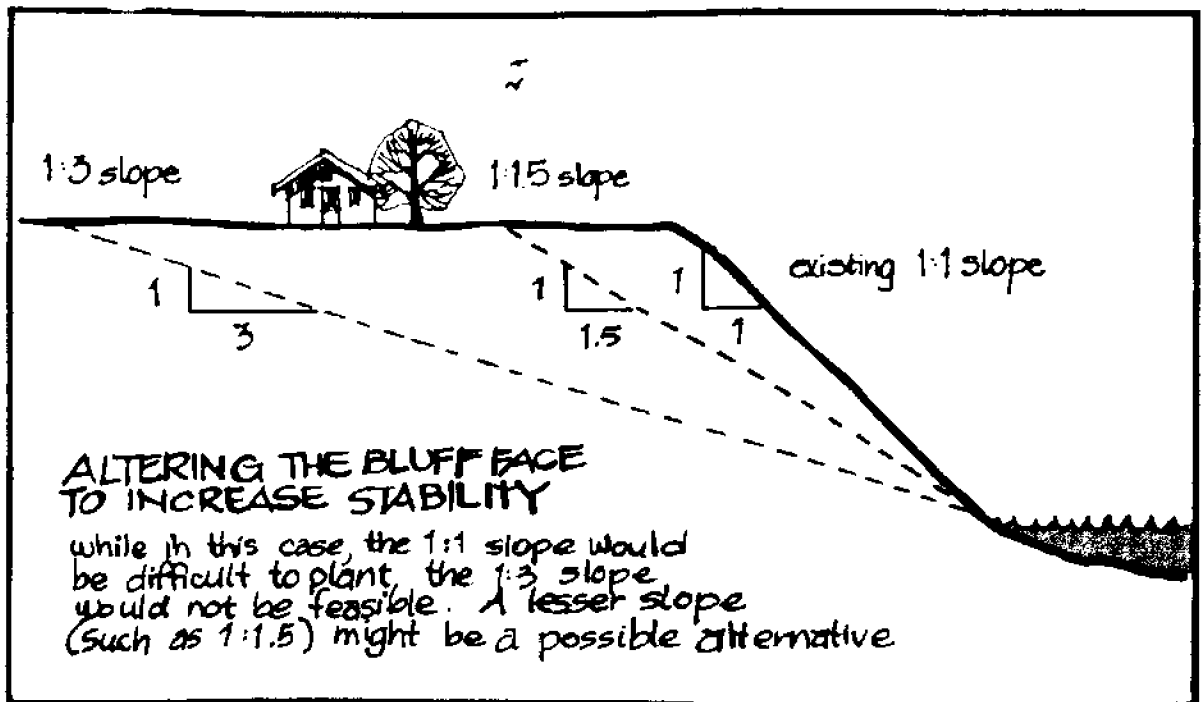 1:3 slope
1:1.5 slope
existing 1:1 slope
1
3
1
1.5
1
1
ALTERING THE BLUFF FACE
TO INCREASE STABILITY
while in this case, the 1:1 slope would
be difficult to plant, the 1:3 slope
would not be feasible. A lesser slope
(such as 1:1.5) might be a possible alternative